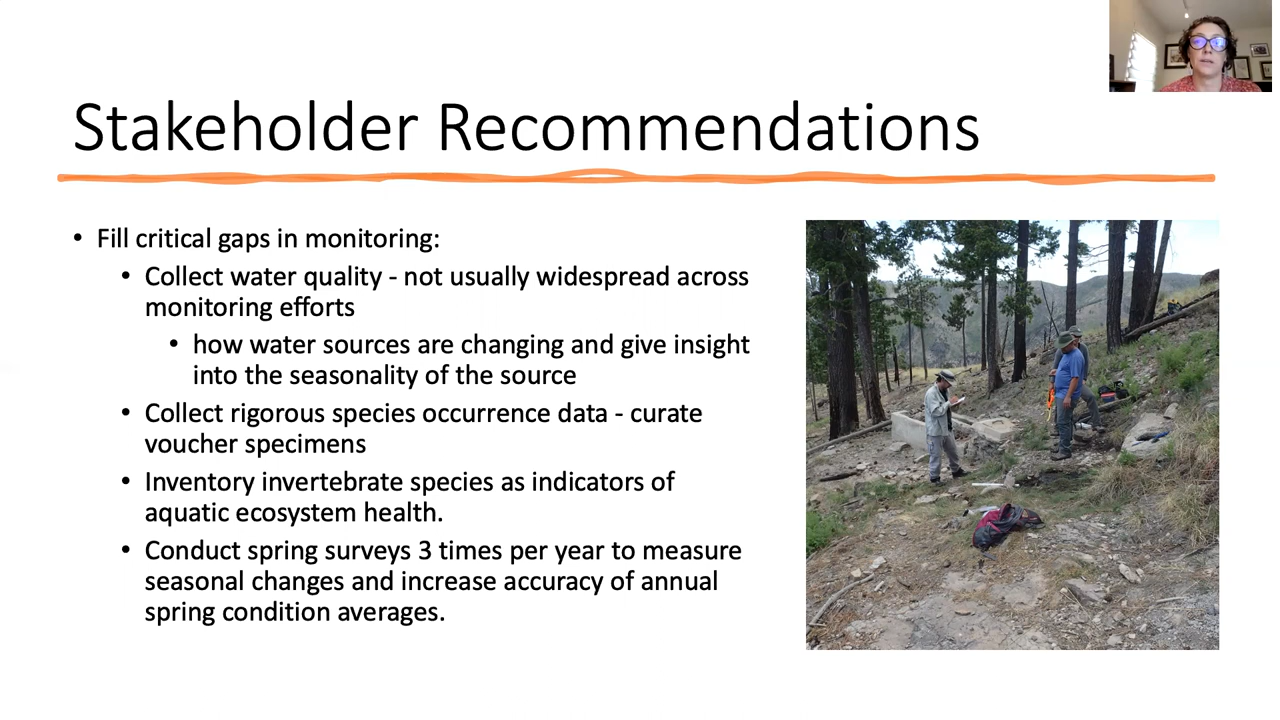 Stakeholder Recommendations
• Fill critical gaps in monitoring:
• Collect water quality - not usually widespread across
monitoring efforts
• how water sources are changing and give insight
into the seasonality of the source
• Collect rigorous species occurrence data - curate
voucher specimens
• Inventory invertebrate species as indicators of
aquatic ecosystem health.
• Conduct spring surveys 3 times per year to measure
seasonal changes and increase accuracy of annual
spring condition averages.